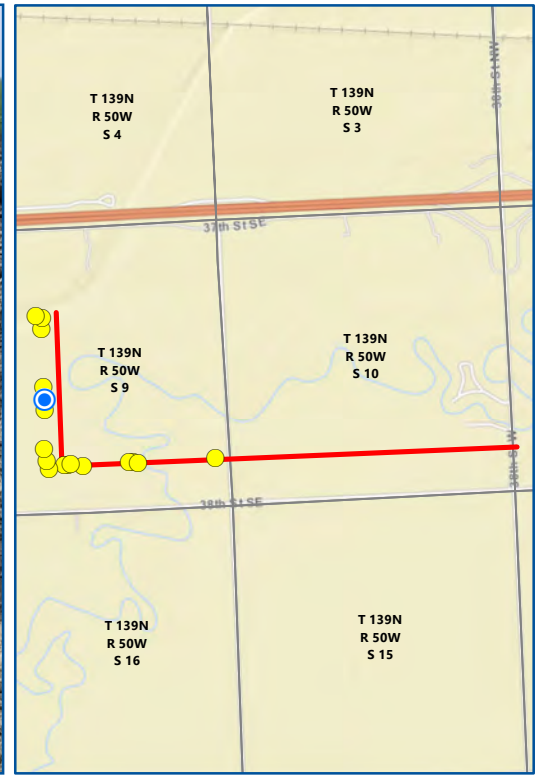 T 139N
R 50W
S 4
T 139N
R 50W
S 3
37th St SE
T 139N
R 50W
S 9
T 139N
R 50W
S 10
38th St SE
T 139N
R 50W
S 16
T 139N
R 50W
S 15